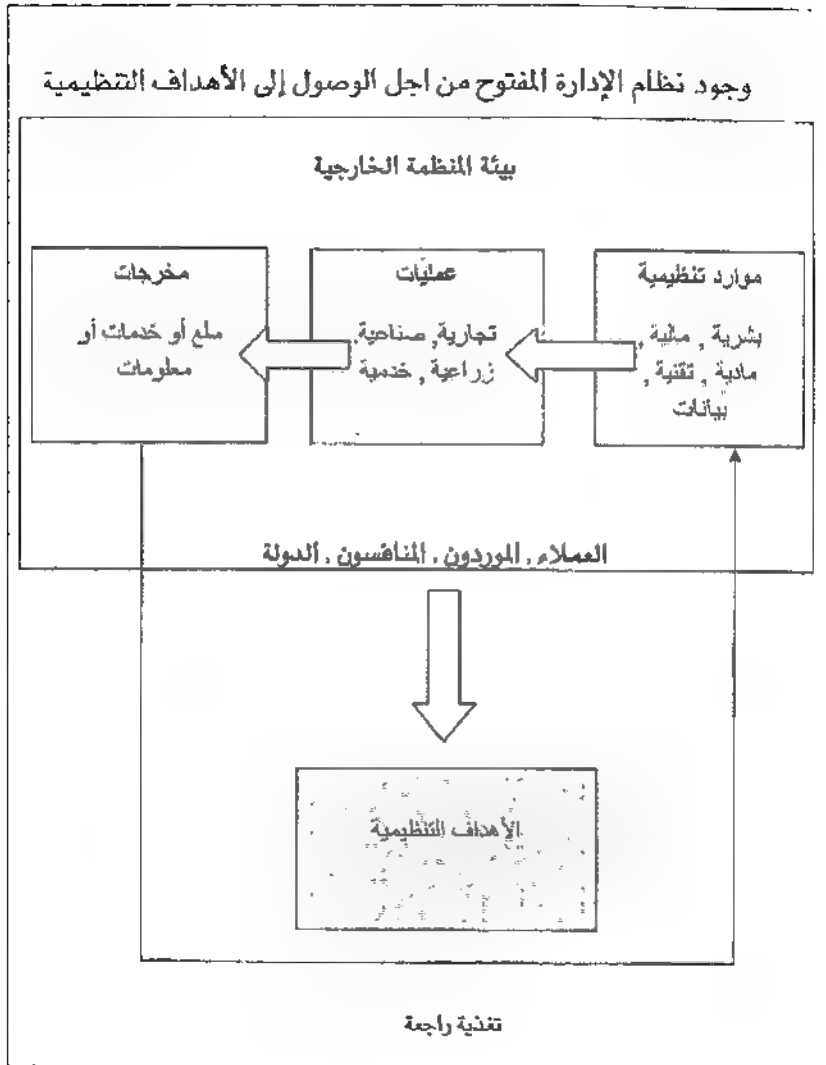 وجود نظام الإدارة المفتوح من اجل الوصول إلى الأهداف التنظيمية
بيئة المنظمة الخارجية
موارد تنظيمية
بشرية , مالية ,
مادية , تقنية ,
بيانات
عمليات
تجارية , صناعية ,
زراعية , خدمية
مخرجات
سلع أو خدمات أو
معلومات
العملاء , الموردون , المنافسون , الدولة
الأهداف التنظيمية
تغذية راجعة